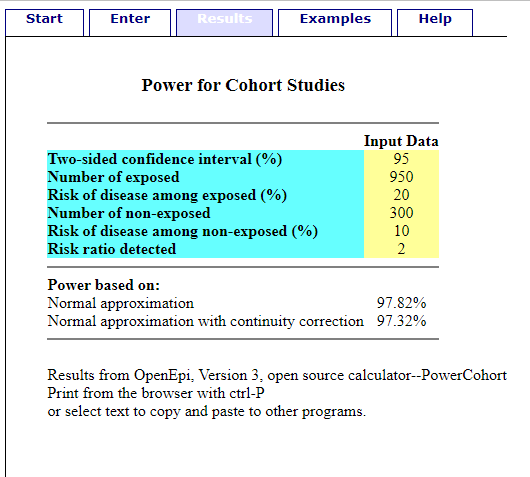 Start Enter Results Examples Help
Power for Cohort Studies
Input Data
Two-sided confidence interval (%) 95
Number of exposed 950
Risk of disease among exposed (%) 20
Number of non-exposed 300
Risk of disease among non-exposed (%) 10
Risk ratio detected 2
Power based on:
Normal approximation 97.82%
Normal approximation with continuity correction 97.32%
Results from OpenEpi, Version 3, open source calculator--PowerCohort
Print from the browser with ctrl-P
or select text to copy and paste to other programs.